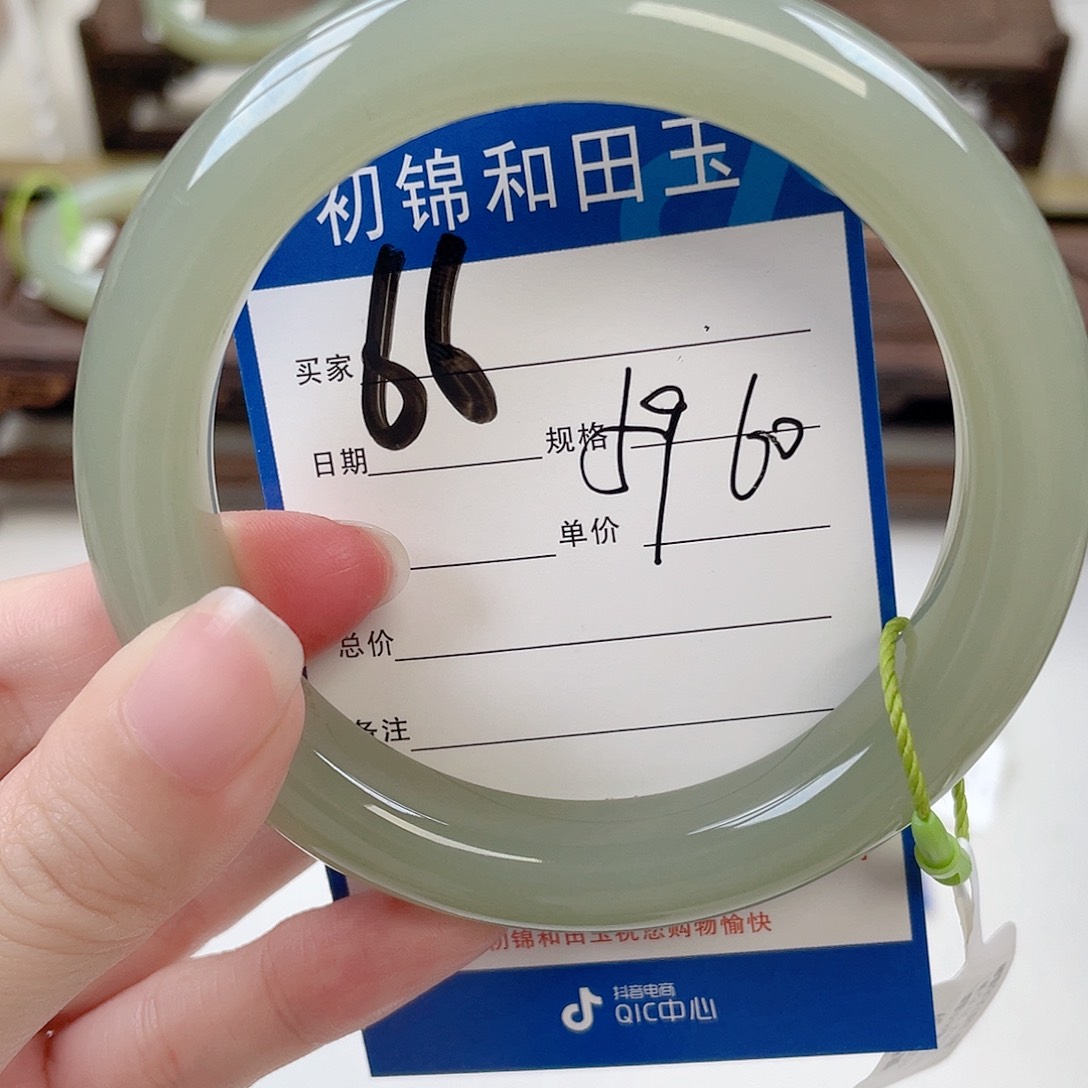 初锦和田玉
66
买家
日期 规格 59 60
单价
总价
备注
初锦和田玉祝您购物愉快
抖音电商
QIC中心